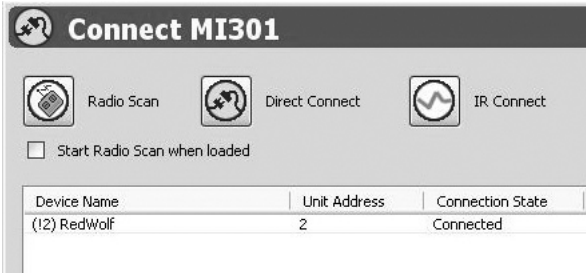 Connect MI301
Radio Scan Direct Connect IR Connect
Start Radio Scan when loaded
Device Name Unit Address Connection State
(!2) RedWolf 2 Connected